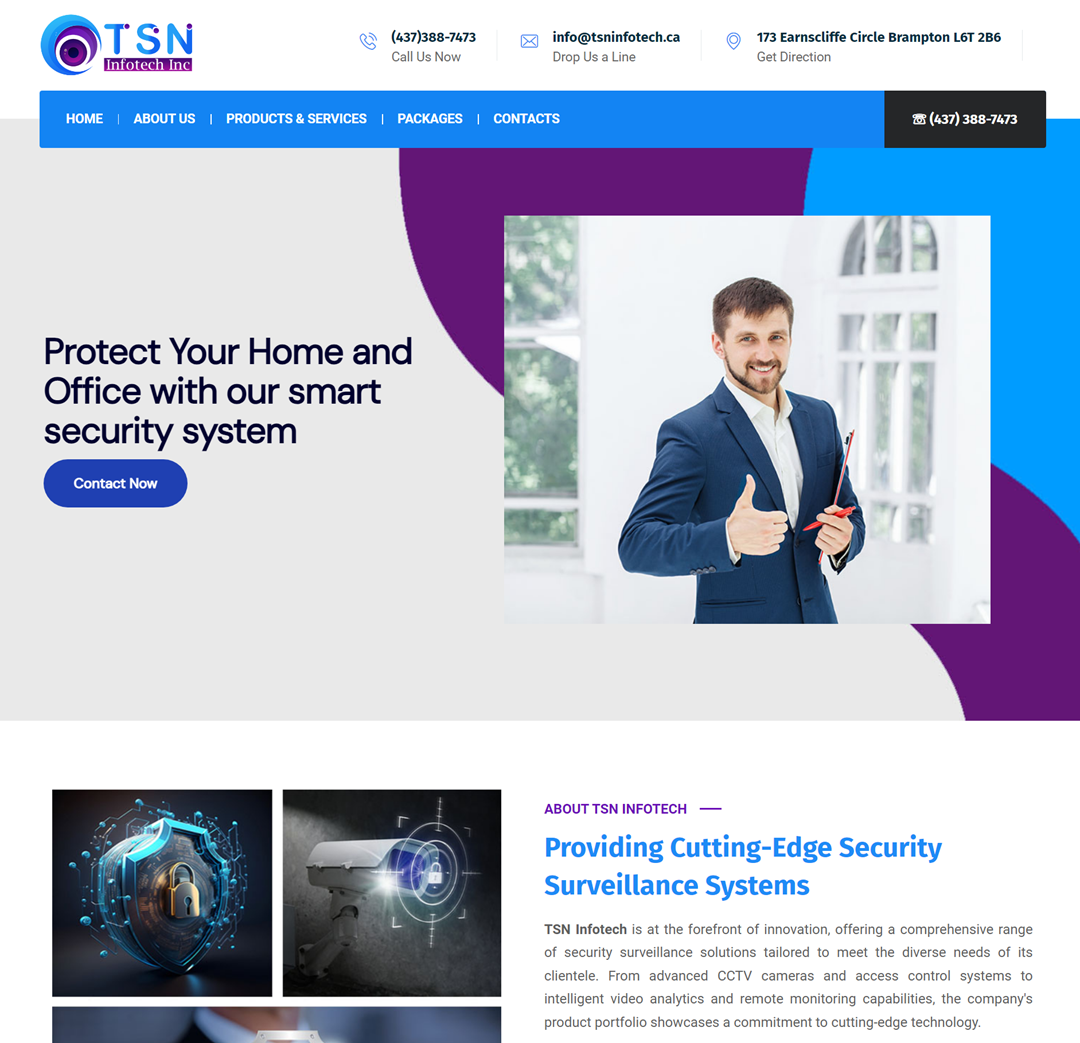 TSN
Infotech Inc
(437)388-7473
Call Us Now
info@tsninfotech.ca
Drop Us a Line
173 Earnscliffe Circle Brampton L6T 2B6
Get Direction
HOME | ABOUT US | PRODUCTS & SERVICES | PACKAGES | CONTACTS
☏ (437) 388-7473
Protect Your Home and
Office with our smart
security system
Contact Now
ABOUT TSN INFOTECH
Providing Cutting-Edge Security
Surveillance Systems
TSN Infotech is at the forefront of innovation, offering a comprehensive range
of security surveillance solutions tailored to meet the diverse needs of its
clientele. From advanced CCTV cameras and access control systems to
intelligent video analytics and remote monitoring capabilities, the company's
product portfolio showcases a commitment to cutting-edge technology.